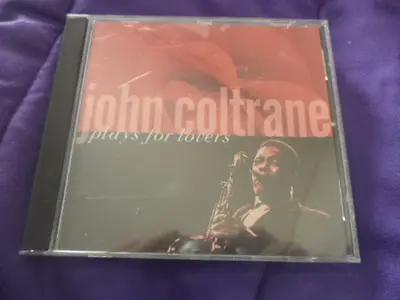 john coltrane
plays for lovers